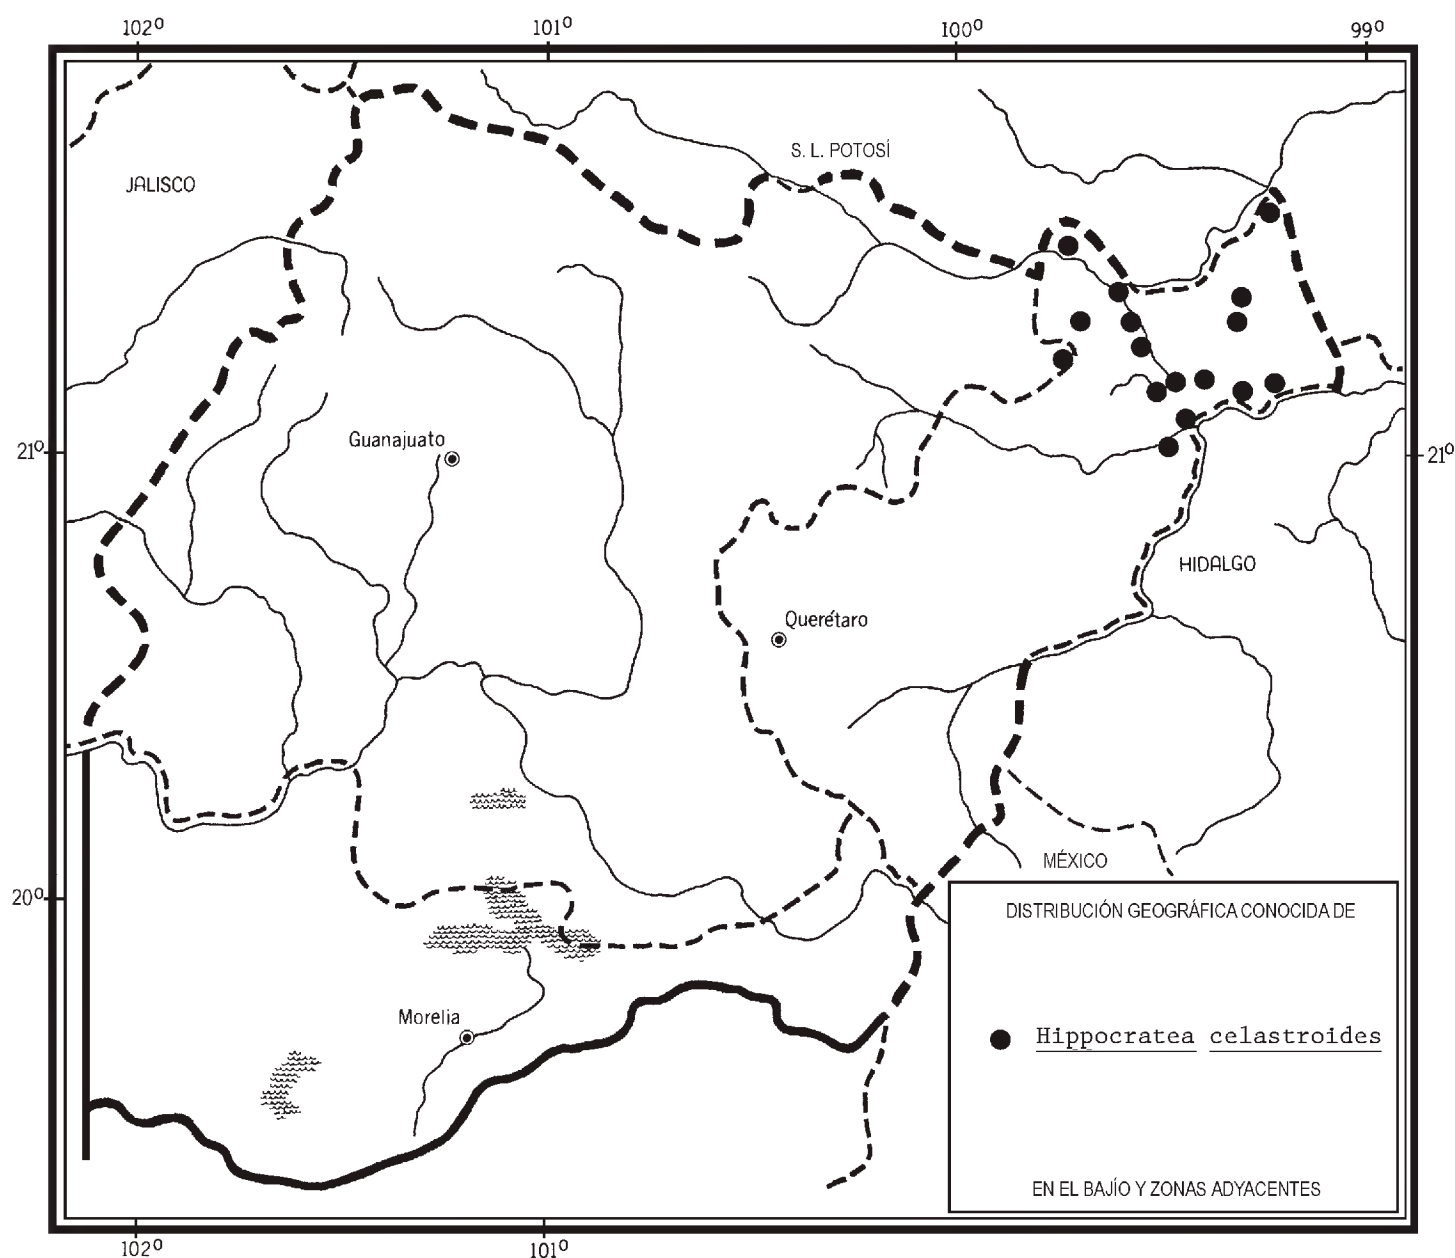 102º 101º 100º 99º
S. L. POTOSÍ
JALISCO
Guanajuato
21º 21º
HIDALGO
Querétaro
MÉXICO
20º
DISTRIBUCIÓN GEOGRÁFICA CONOCIDA DE
Morelia
Hippocratea celastroides
EN EL BAJÍO Y ZONAS ADYACENTES
102º 101º